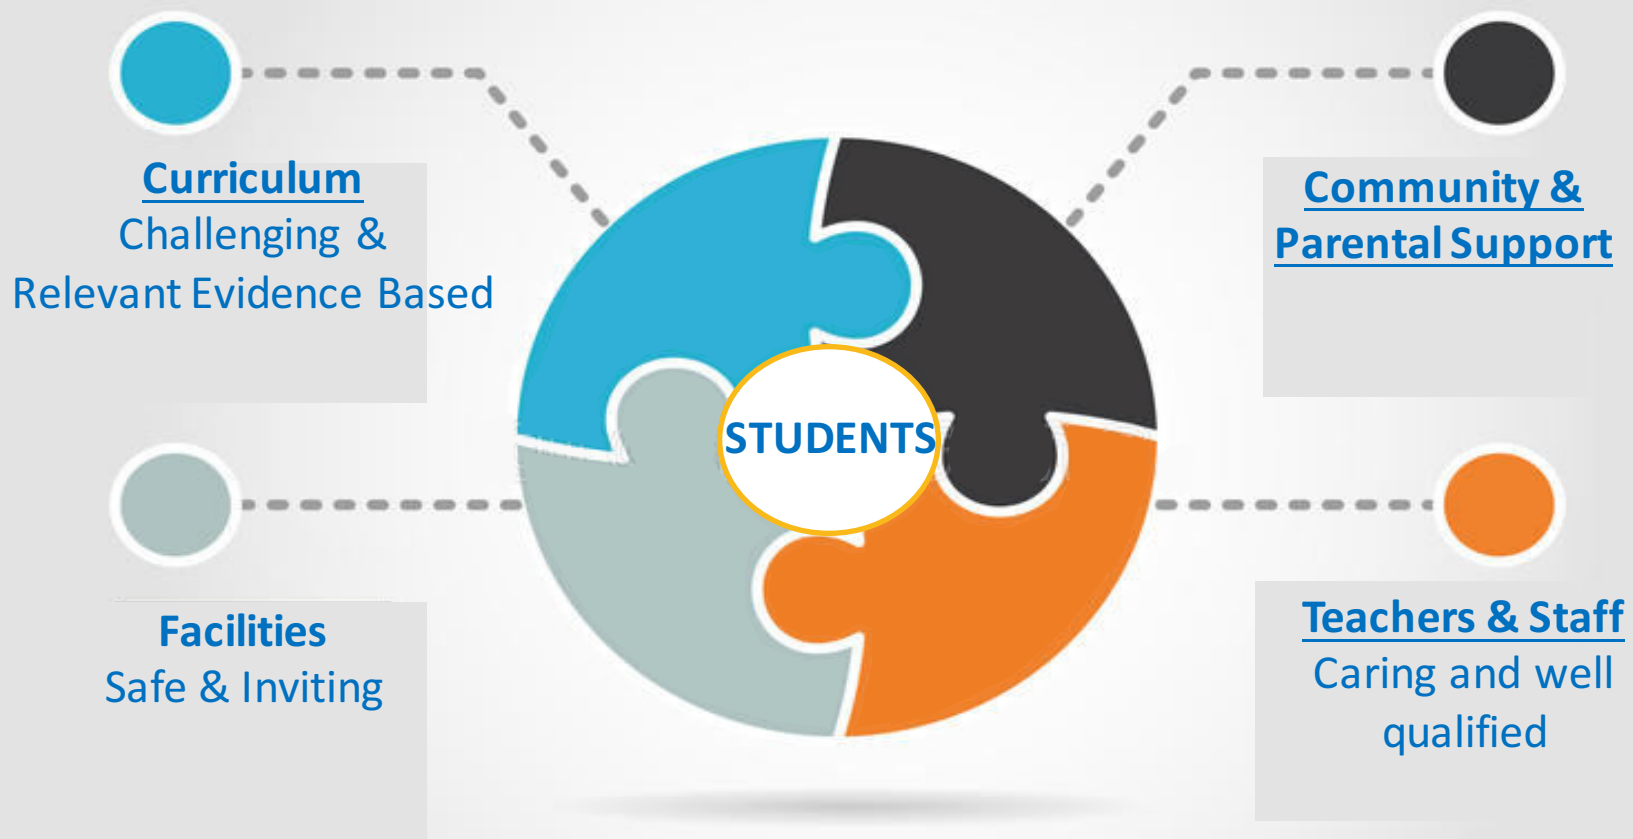 Curriculum
Challenging &
Relevant Evidence Based
Community &
Parental Support
STUDENTS
Facilities
Safe & Inviting
Teachers & Staff
Caring and well
qualified